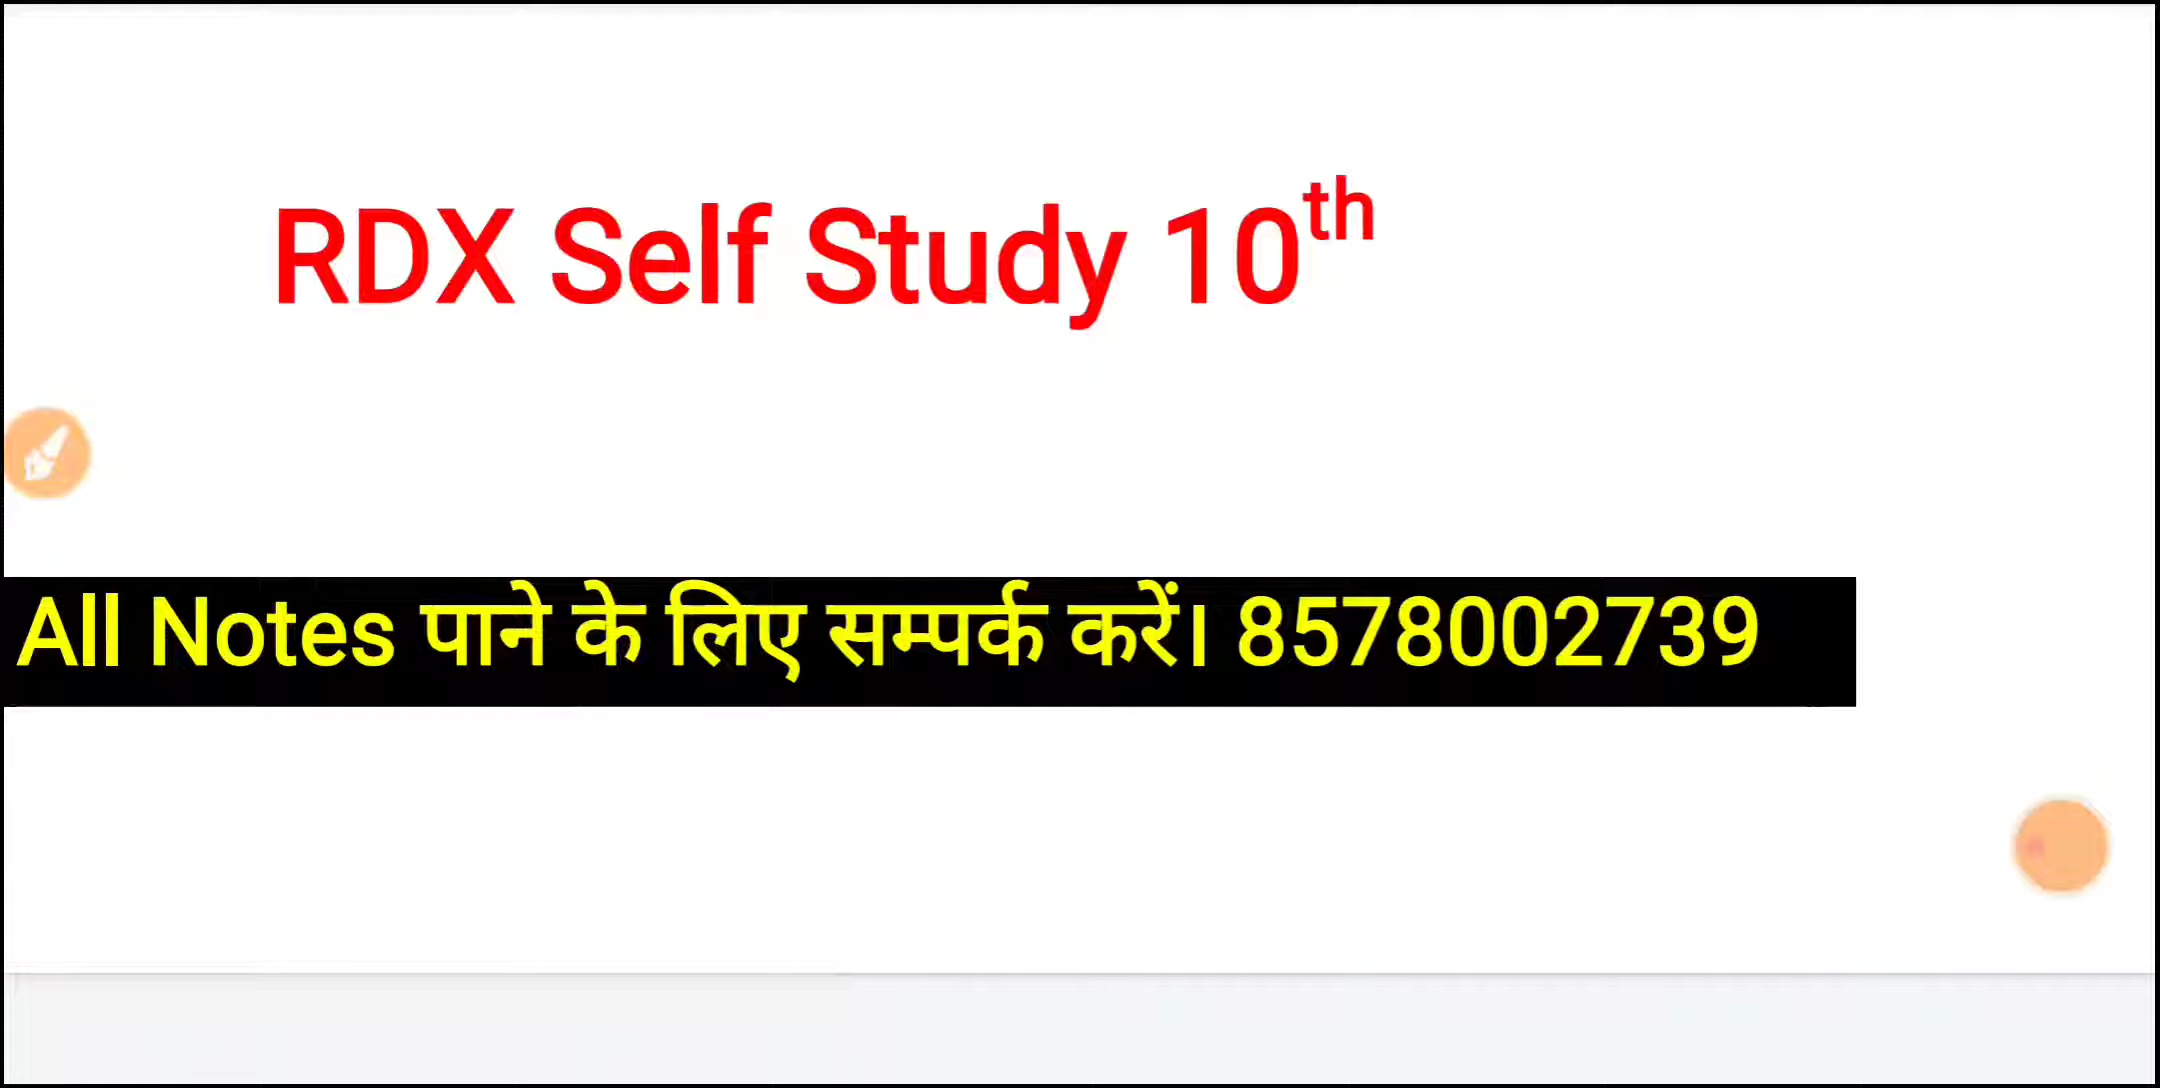 RDX Self Study 10th
All Notes पाने के लिए सम्पर्क करें। 8578002739